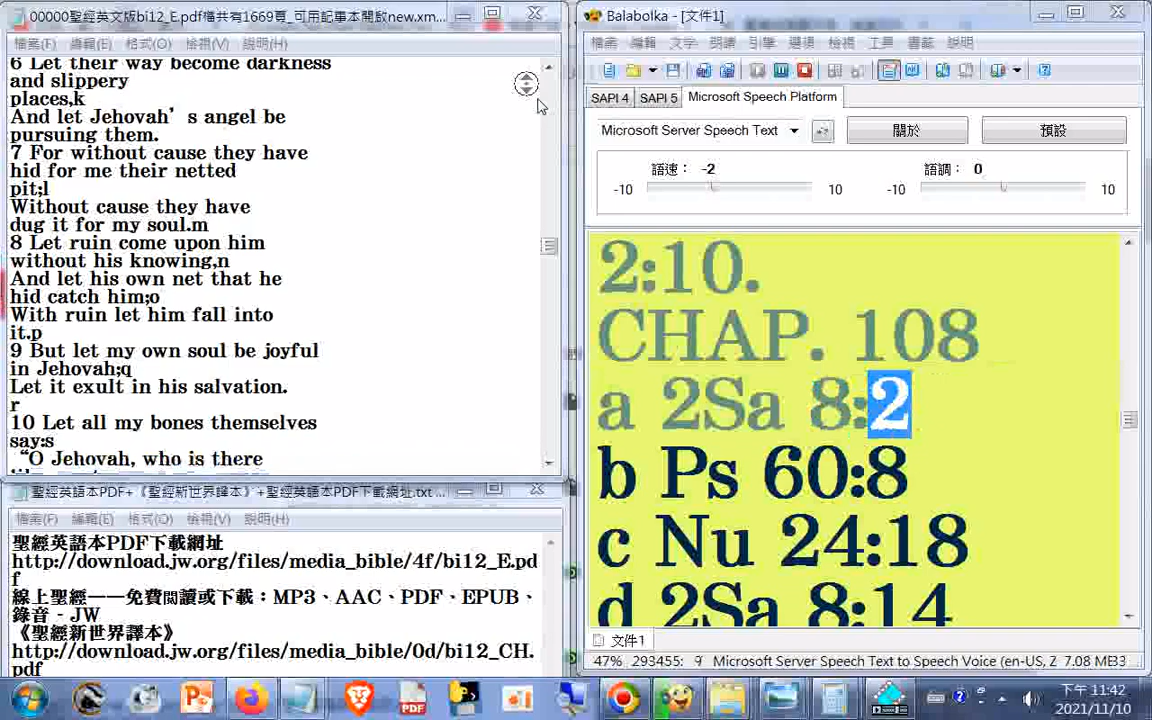 00000聖經英文版bi12_E.pdf檔共有1669頁_可用記事本開啟new.xm...
檔案(F) 編輯(E) 格式(O) 檢視(V) 說明(H)
6 Let their way become darkness
and slippery
places,k
And let Jehovah’s angel be
pursuing them.
7 For without cause they have
hid for me their netted
pit;l
Without cause they have
dug it for my soul.m
8 Let ruin come upon him
without his knowing,n
And let his own net that he
hid catch him;o
With ruin let him fall into
it.p
9 But let my own soul be joyful
in Jehovah;q
Let it exult in his salvation.
r
10 Let all my bones themselves
say:s
“O Jehovah, who is there
聖經英語本PDF+《聖經新世界譯本》+聖經英語本PDF下載網址.txt ...
檔案(F) 編輯(E) 格式(O) 檢視(V) 說明(H)
聖經英語本PDF下載網址
http://download.jw.org/files/media_bible/4f/bi12_E.pd
f
線上聖經——免費閱讀或下載：MP3、AAC、PDF、EPUB、
錄音 - JW
《聖經新世界譯本》
http://download.jw.org/files/media_bible/0d/bi12_CH.
pdf
Balabolka - [文件1]
檔案 編輯 文字 朗讀 引擎 選項 檢視 工具 書籤 說明
SAPI 4 SAPI 5 Microsoft Speech Platform
Microsoft Server Speech Text 關於 預設
語速： -2 語調： 0
-10 10 -10 10
2:10.
CHAP. 108
a 2Sa 8:2
b Ps 60:8
c Nu 24:18
d 2Sa 8:14
文件1
47% 293455: 9 Microsoft Server Speech Text to Speech Voice (en-US, Z 7.08 MB
下午 11:42
2021/11/10